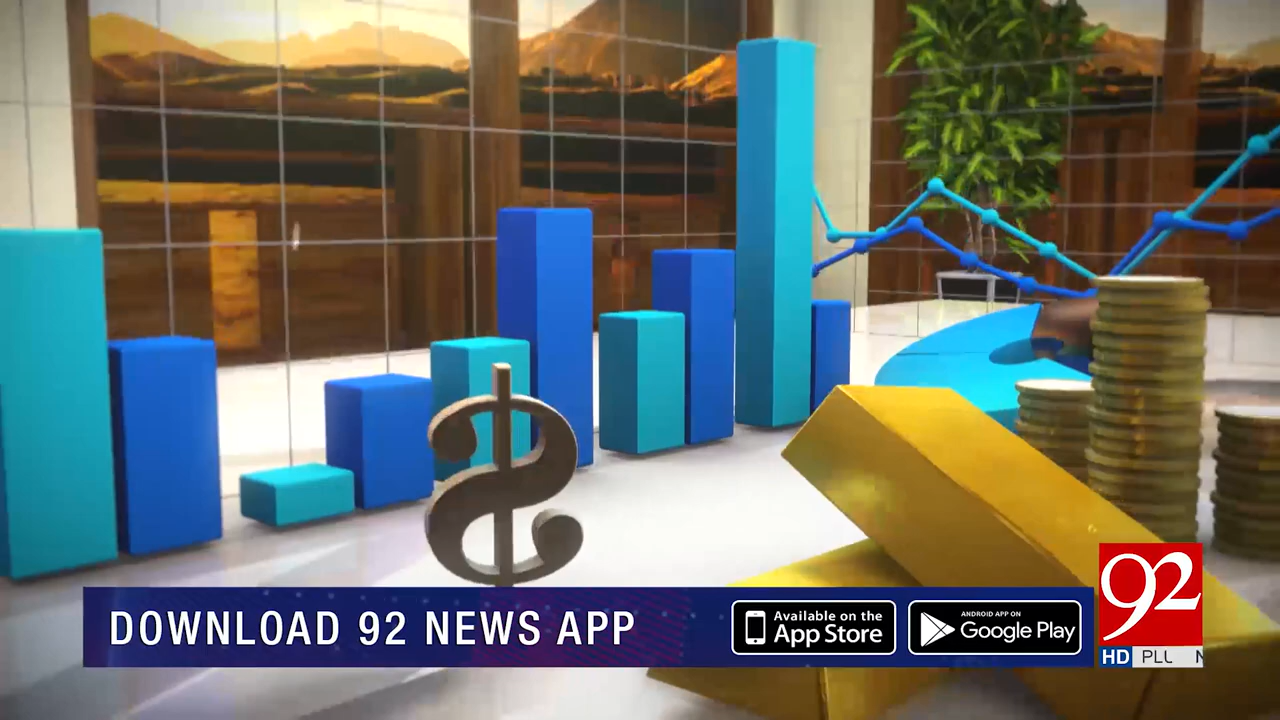 DOWNLOAD 92 NEWS APP
Available on the
App Store
ANDROID APP ON
Google Play
92
HD